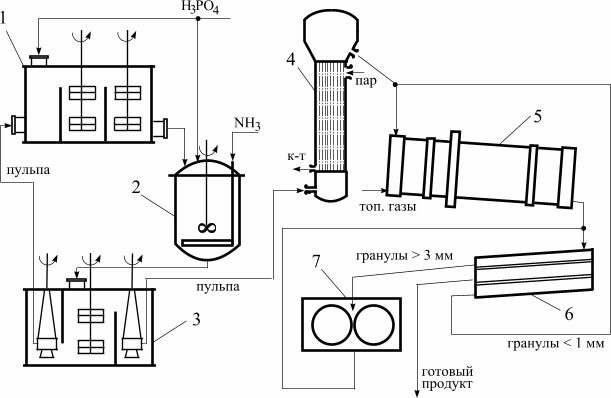 H₃PO₄
1
4
пар
NH₃
5
пульпа
2
к-т
топ. газы
гранулы > 3 мм
7
пульпа
3
6
гранулы < 1 мм
готовый
продукт